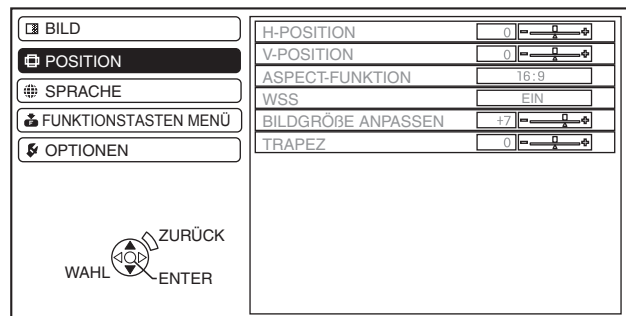 BILD
POSITION
SPRACHE
FUNKTIONSTASTEN MENÜ
OPTIONEN
ZURÜCK
WAHL
ENTER
H-POSITION 0
V-POSITION 0
ASPECT-FUNKTION 16:9
WSS EIN
BILDGRÖßE ANPASSEN +7
TRAPEZ 0